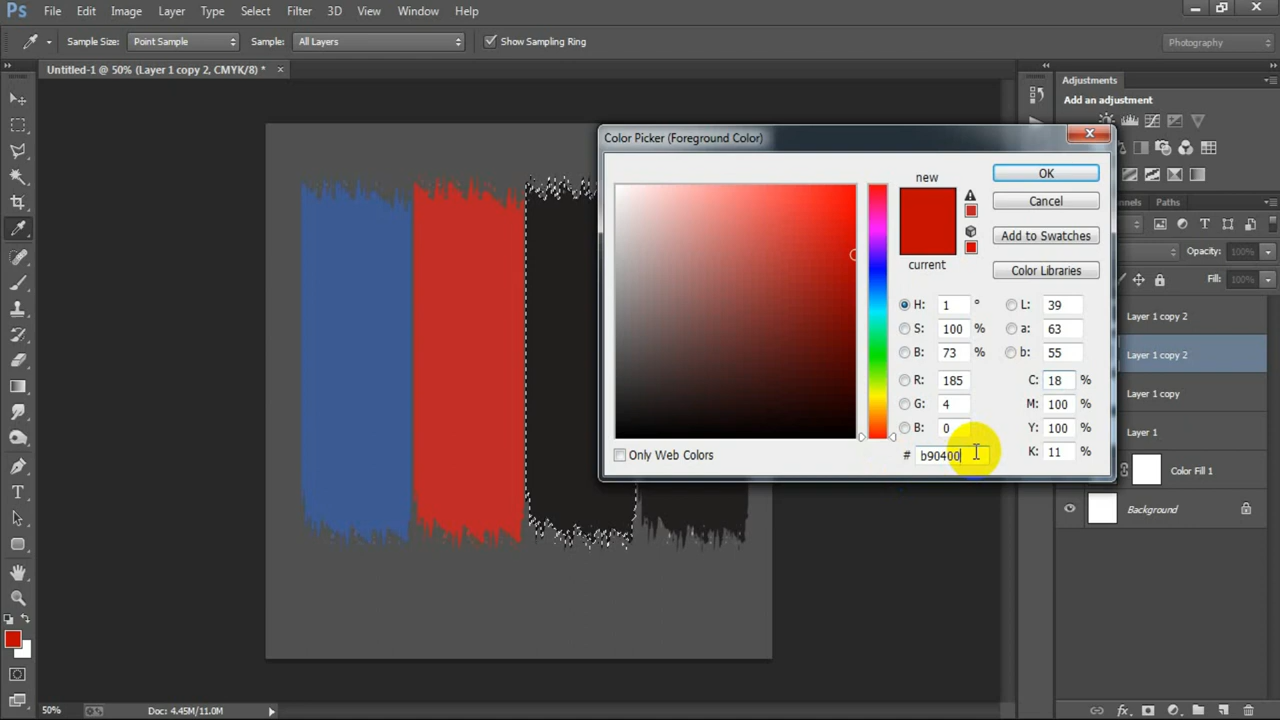 Ps File Edit Image Layer Type Select Filter 3D View Window Help
Sample Size: Point Sample Sample: All Layers Show Sampling Ring Photography
Untitled-1 @ 50% (Layer 1 copy 2, CMYK/8) *
Adjustments
Add an adjustment
Color Picker (Foreground Color)
new
current
OK
Cancel
Add to Swatches
Color Libraries
H: 1 °
S: 100 %
B: 73 %
R: 185
G: 4
B: 0
# b90400
L: 39
a: 63
b: 55
C: 18 %
M: 100 %
Y: 100 %
K: 11 %
Only Web Colors
Paths
Opacity: 100%
Fill: 100%
Layer 1 copy 2
Layer 1 copy 2
Layer 1 copy
Layer 1
Color Fill 1
Background
50% Doc: 4.45M/11.0M